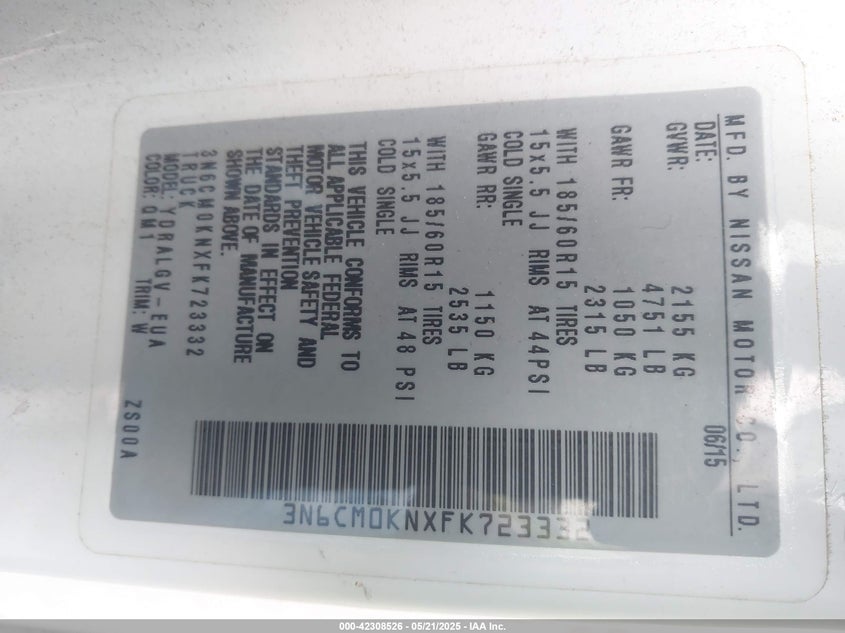 MFD. BY NISSAN MOTOR CO., LTD.
DATE: 06/15
GVWR: 2155 KG
4751 LB
GAWR FR: 1050 KG
2315 LB
WITH 185/60R15 TIRES
15x5.5 JJ RIMS AT 44PSI
COLD SINGLE
GAWR RR: 1150 KG
2535 LB
WITH 185/60R15 TIRES
15x5.5 JJ RIMS AT 48 PSI
COLD SINGLE
THIS VEHICLE CONFORMS TO
ALL APPLICABLE FEDERAL
MOTOR VEHICLE SAFETY AND
THEFT PREVENTION
STANDARDS IN EFFECT ON
THE DATE OF MANUFACTURE
SHOWN ABOVE.
3N6CM0KNXFK723332
TRUCK
MODEL: YDRALGV-EUA
COLOR: QM1 TRIM: W ZS00A
3N6CM0KNXFK723332
000-42308526 - 05/21/2025 - IAA Inc.